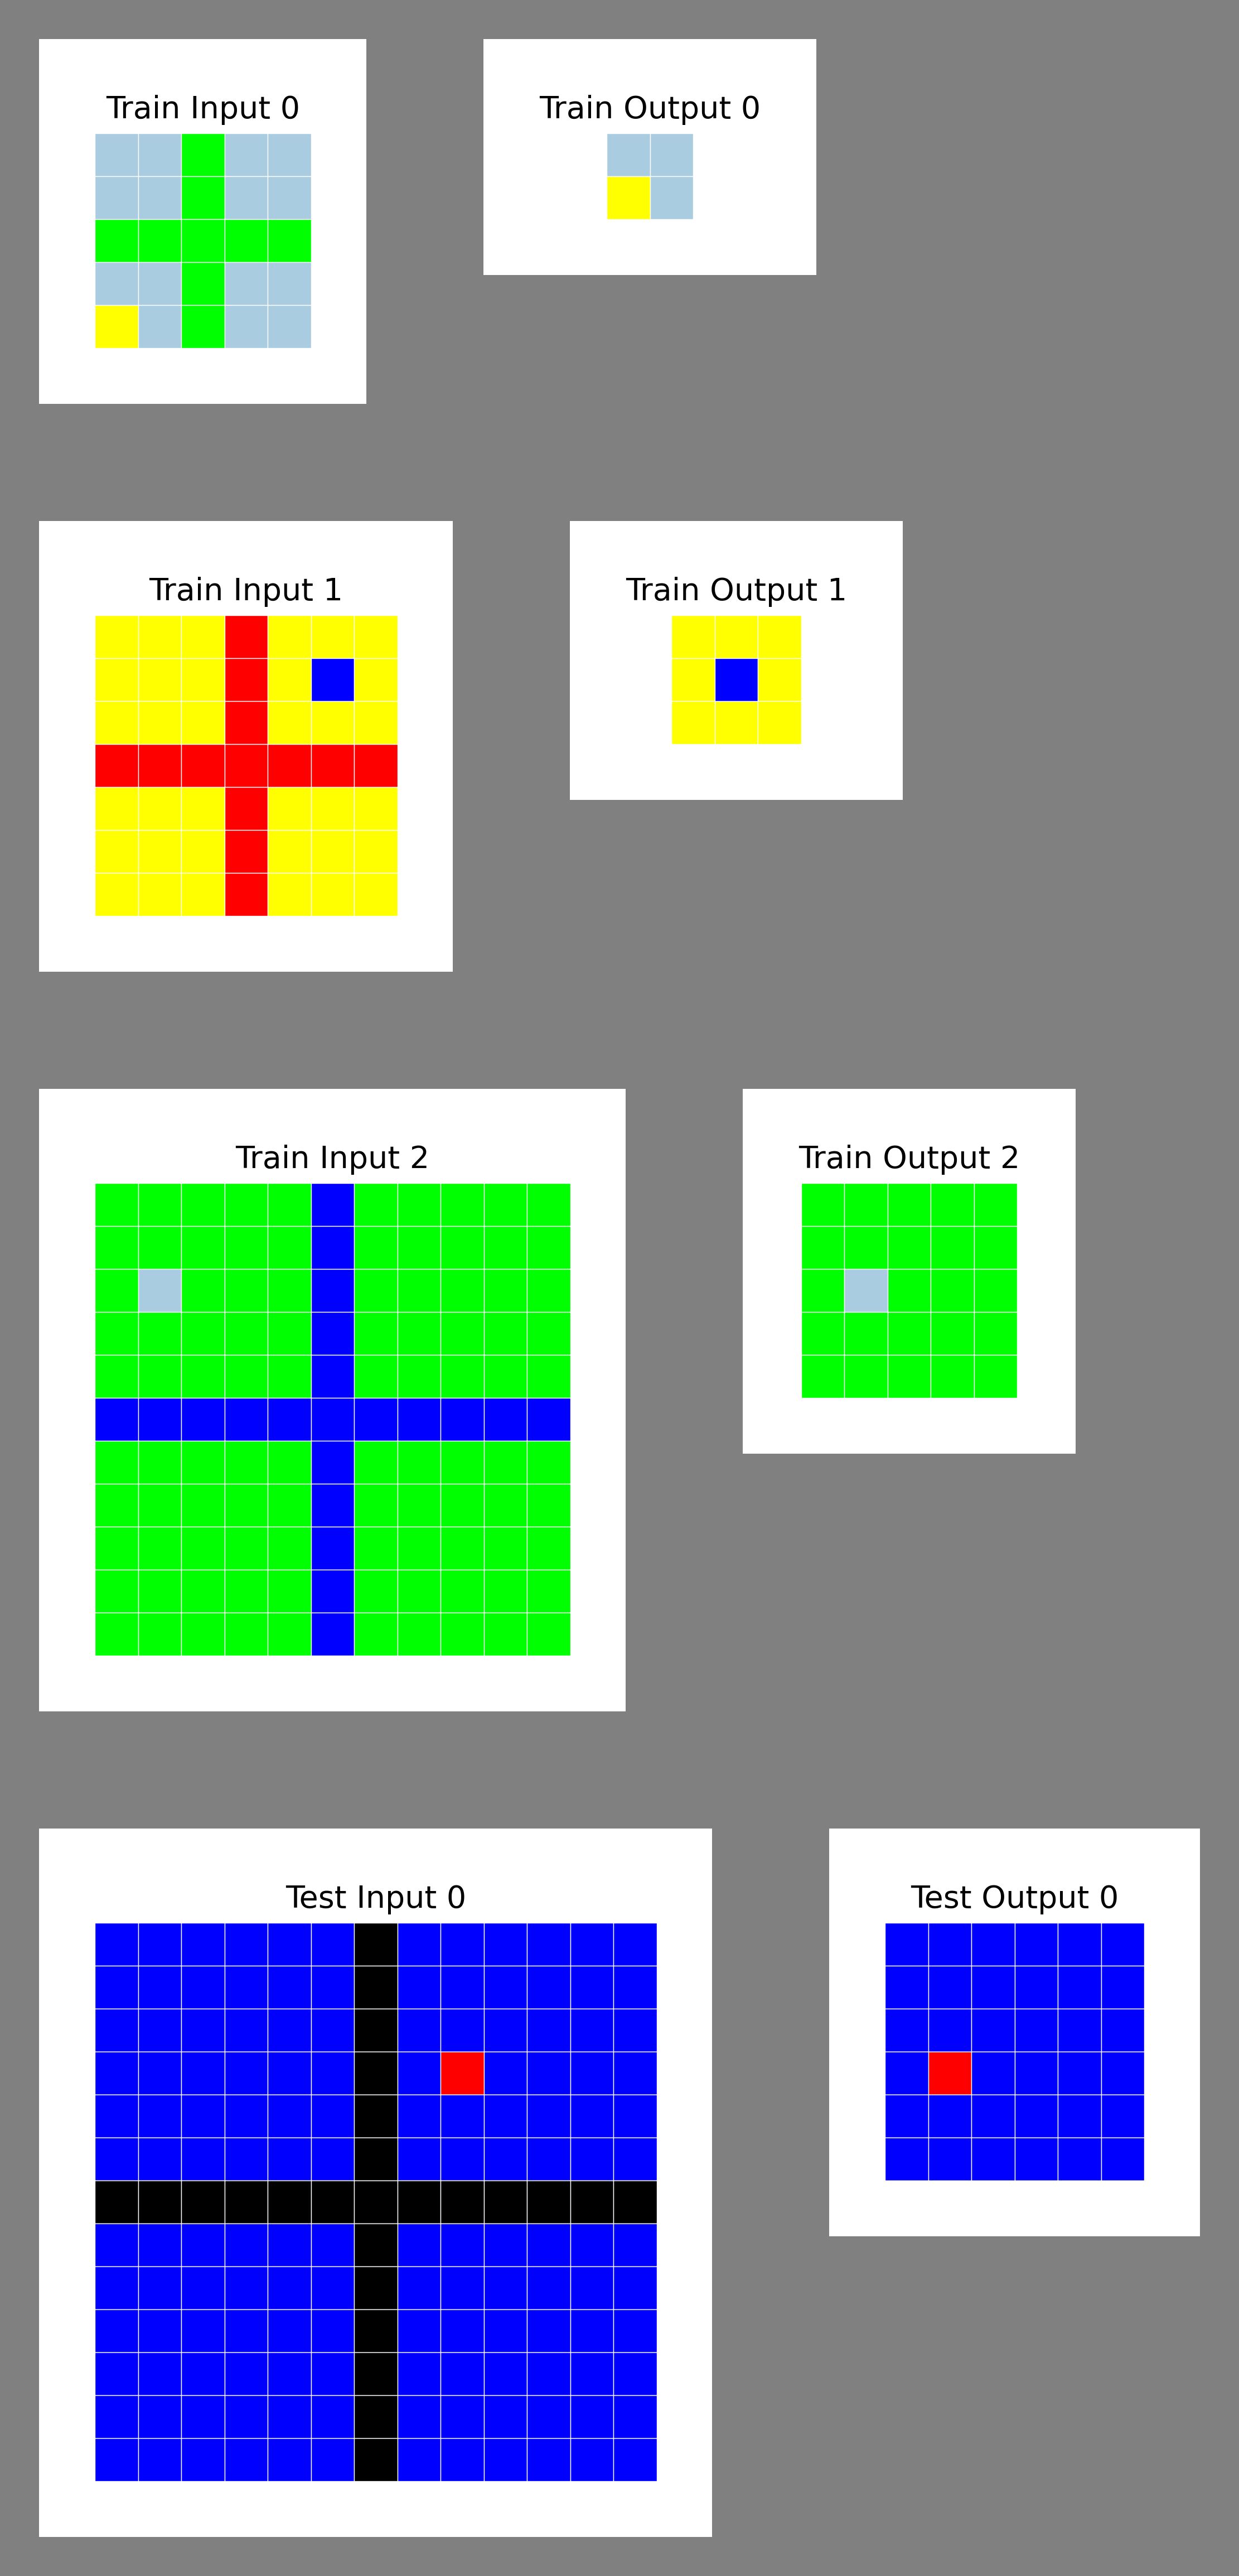 Train Input 0
Train Output 0
Train Input 1
Train Output 1
Train Input 2
Train Output 2
Test Input 0
Test Output 0